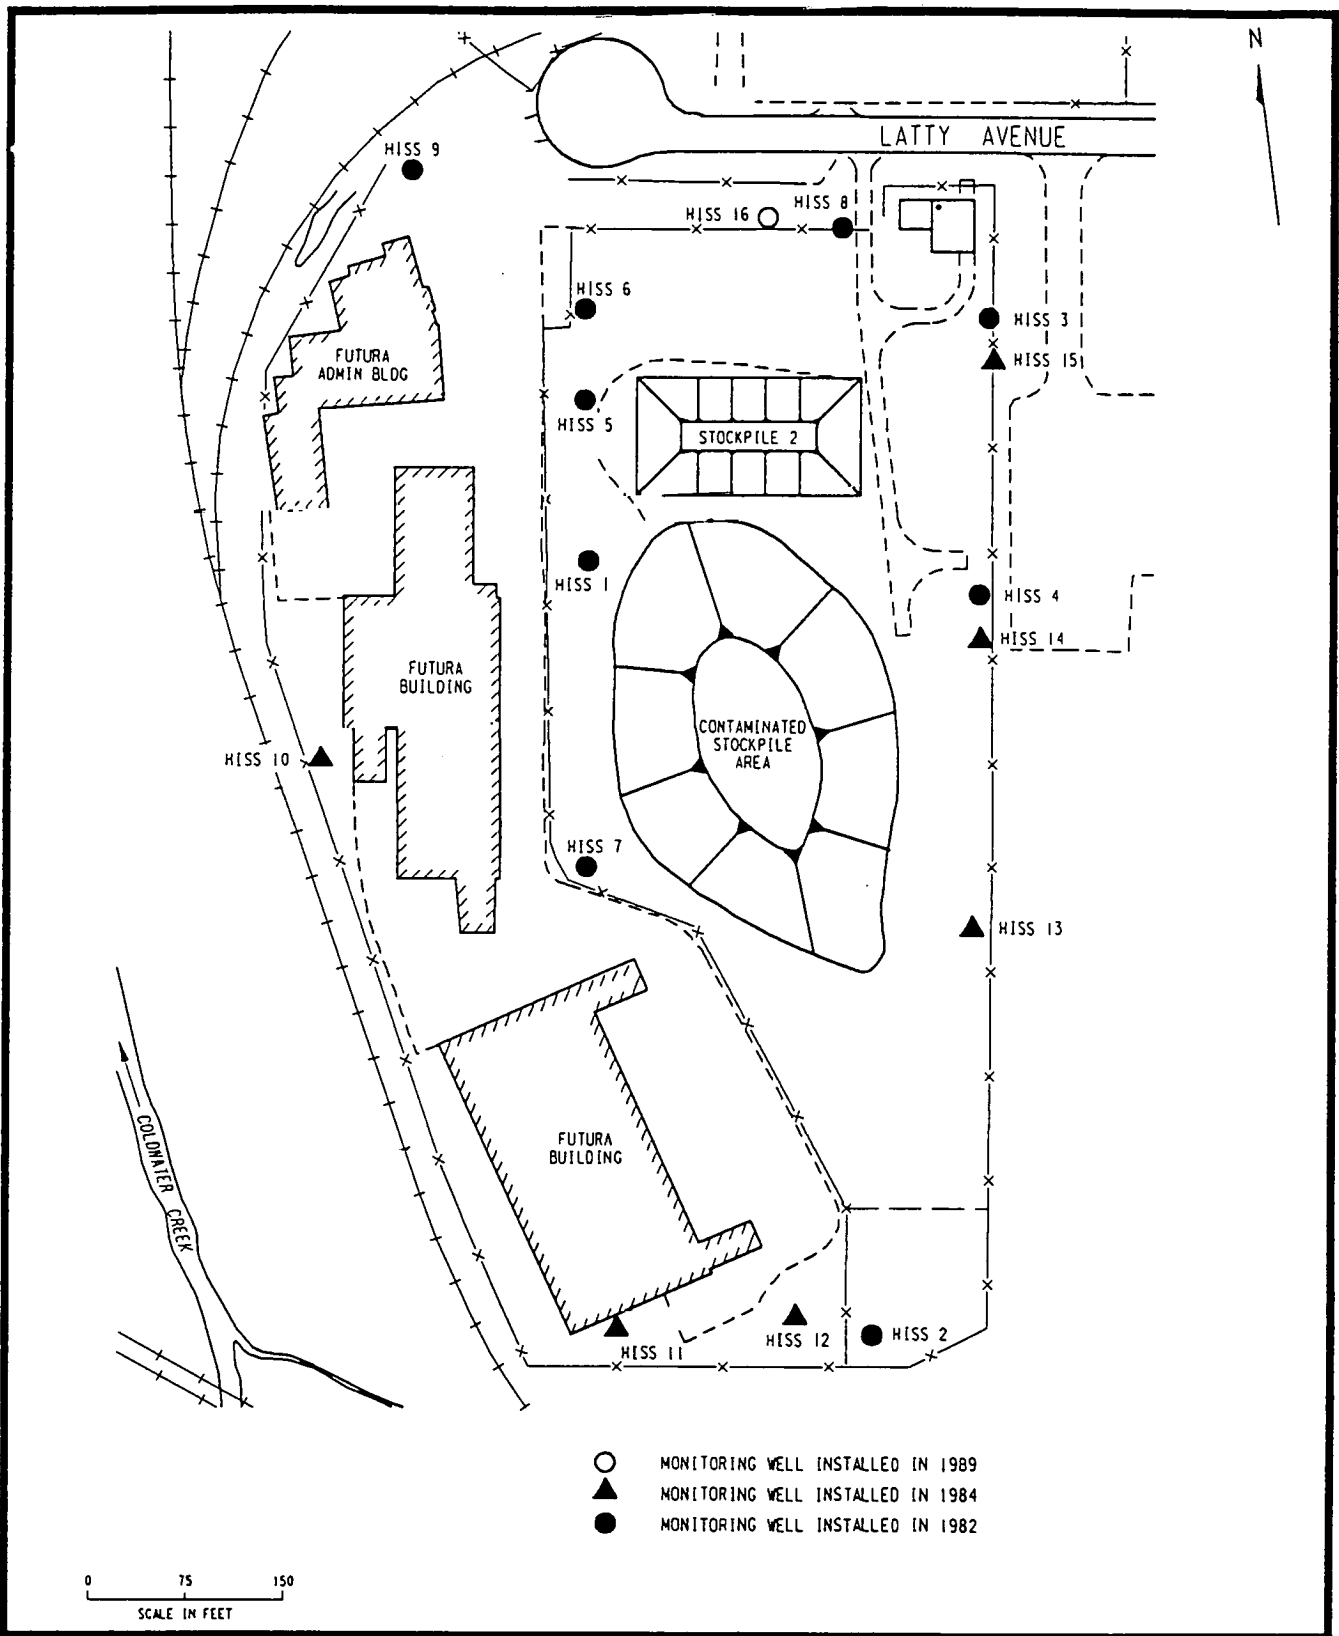 N
LATTY AVENUE
HISS 9
HISS 16
HISS 8
HISS 6
HISS 3
HISS 15
FUTURA
ADMIN BLDG
HISS 5
STOCKPILE 2
HISS 1
HISS 4
HISS 14
FUTURA
BUILDING
CONTAMINATED
STOCKPILE
AREA
HISS 10
HISS 7
HISS 13
COLDWATER CREEK
FUTURA
BUILDING
HISS 11
HISS 12
HISS 2
MONITORING WELL INSTALLED IN 1989
MONITORING WELL INSTALLED IN 1984
MONITORING WELL INSTALLED IN 1982
0 75 150
SCALE IN FEET